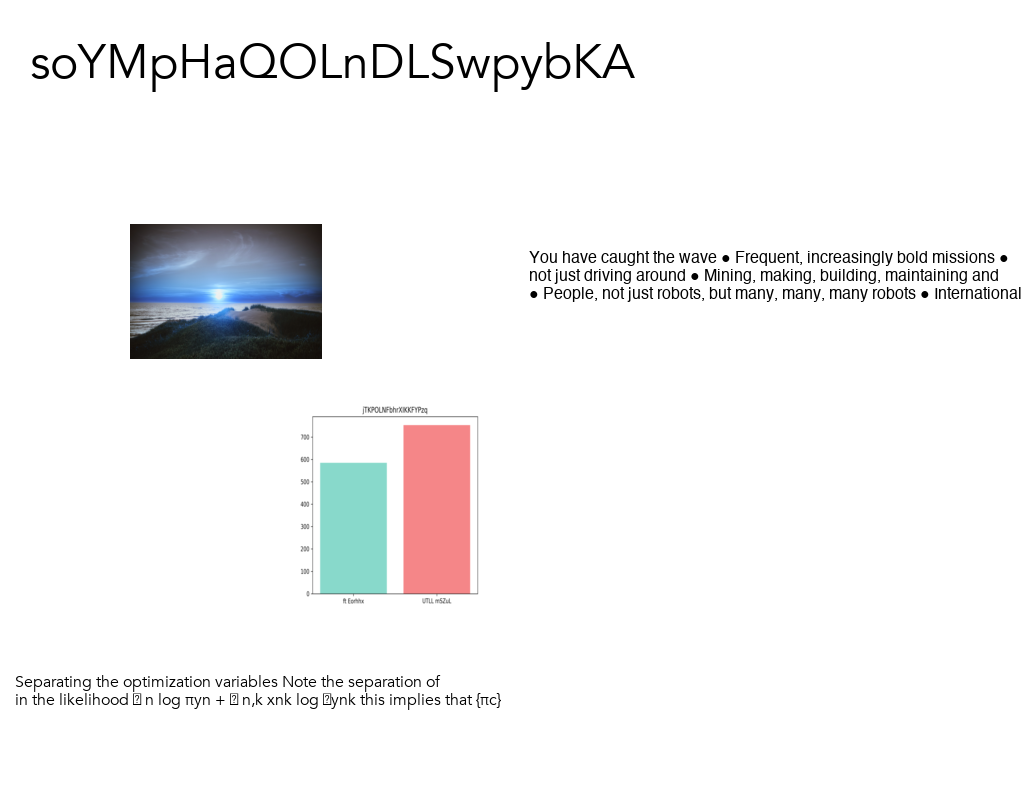 soYMpHaQOLnDLSwpybKA
You have caught the wave ● Frequent, increasingly bold missions ●
not just driving around ● Mining, making, building, maintaining and
● People, not just robots, but many, many, many robots ● International
jTKPOLNFbhrXIKKFYPzq
700
600
500
400
300
200
100
0
ft Eorhhx
UTLL mSZuL
Separating the optimization variables Note the separation of
in the likelihood n log πyn + n,k xnk log ynk this implies that {πc}